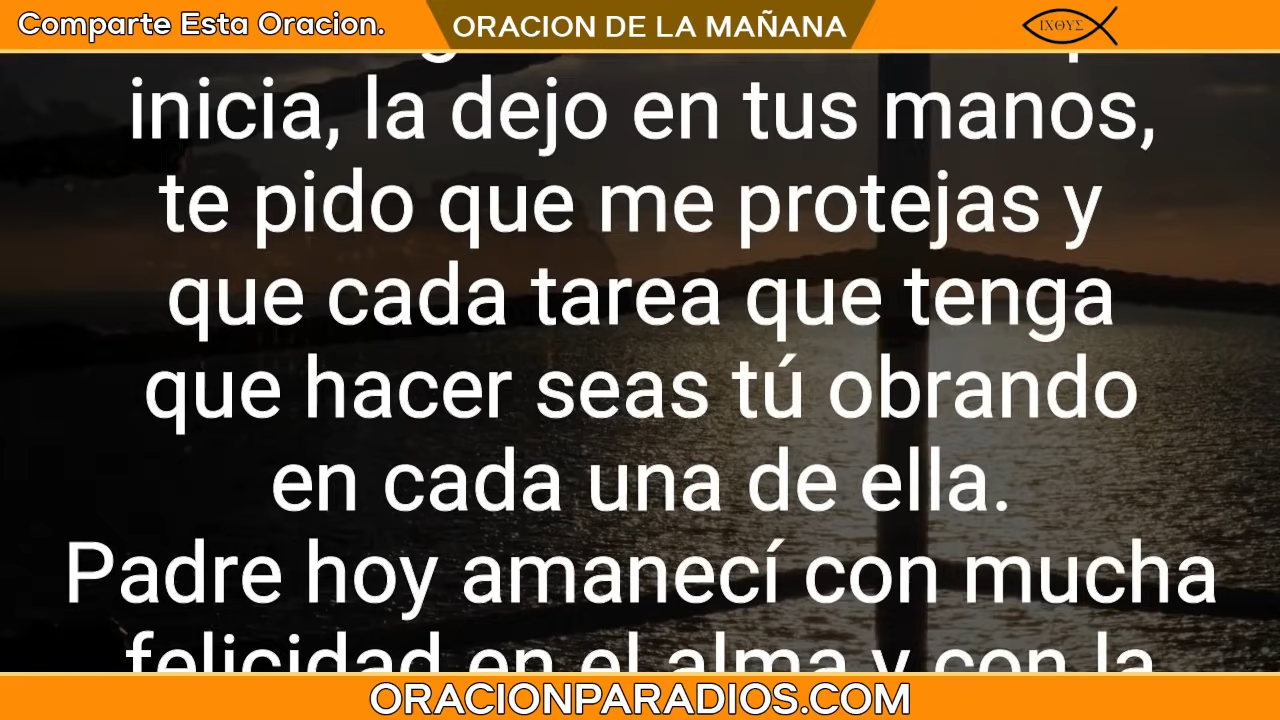 Comparte Esta Oracion.
ORACION DE LA MAÑANA
ΙΧΘΥΣ
inicia, la dejo en tus manos,
te pido que me protejas y
que cada tarea que tenga
que hacer seas tú obrando
en cada una de ella.
Padre hoy amanecí con mucha
felicidad en el alma y con la
ORACIONPARADIOS.COM